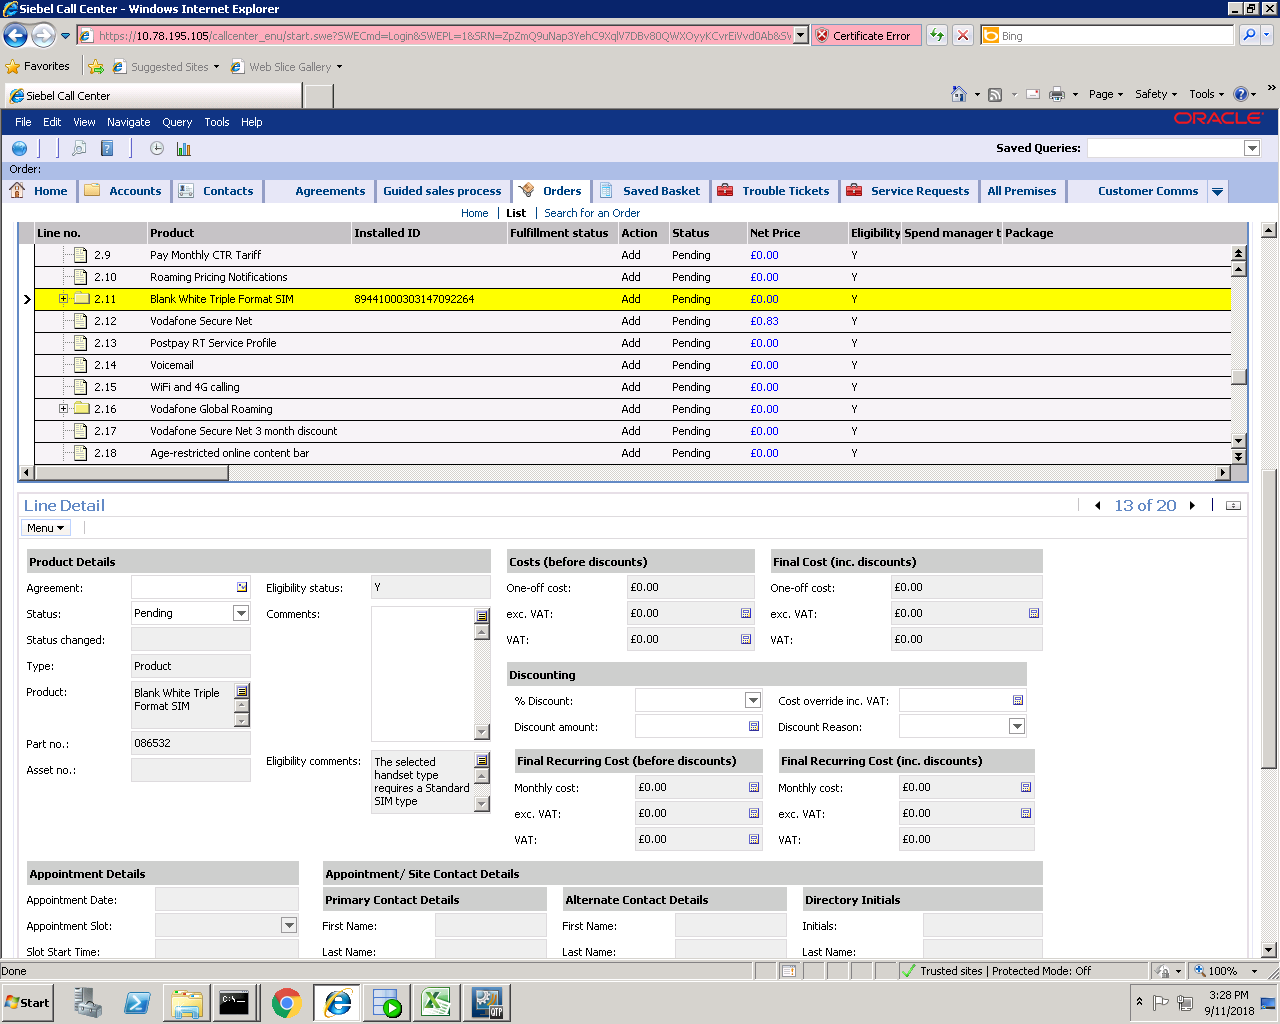 Siebel Call Center - Windows Internet Explorer
Certificate Error
Bing
Favorites
Suggested Sites
Web Slice Gallery
Siebel Call Center
Page
Safety
Tools
File Edit View Navigate Query Tools Help
ORACLE
Saved Queries:
Order:
Home Accounts Contacts Agreements Guided sales process Orders Saved Basket Trouble Tickets Service Requests All Premises Customer Comms
Home | List | Search for an Order
Line no. Product Installed ID Fulfillment status Action Status Net Price Eligibility Spend manager t Package
2.9 Pay Monthly CTR Tariff Add Pending £0.00 Y
2.10 Roaming Pricing Notifications Add Pending £0.00 Y
2.11 Blank White Triple Format SIM 89441000303147092264 Add Pending £0.00 Y
2.12 Vodafone Secure Net Add Pending £0.83 Y
2.13 Postpay RT Service Profile Add Pending £0.00 Y
2.14 Voicemail Add Pending £0.00 Y
2.15 WiFi and 4G calling Add Pending £0.00 Y
2.16 Vodafone Global Roaming Add Pending £0.00 Y
2.17 Vodafone Secure Net 3 month discount Add Pending £0.00 Y
2.18 Age-restricted online content bar Add Pending £0.00 Y
Line Detail
13 of 20
Menu
Product Details
Agreement:
Status: Pending
Status changed:
Type: Product
Product: Blank White Triple
Format SIM
Part no.: 086532
Asset no.:
Eligibility status: Y
Comments:
Eligibility comments: The selected
handset type
requires a Standard
SIM type
Costs (before discounts)
One-off cost: £0.00
exc. VAT: £0.00
VAT: £0.00
Final Cost (inc. discounts)
One-off cost: £0.00
exc. VAT: £0.00
VAT: £0.00
Discounting
% Discount:
Discount amount:
Cost override inc. VAT:
Discount Reason:
Final Recurring Cost (before discounts)
Monthly cost: £0.00
exc. VAT: £0.00
VAT: £0.00
Final Recurring Cost (inc. discounts)
Monthly cost: £0.00
exc. VAT: £0.00
VAT: £0.00
Appointment Details
Appointment Date:
Appointment Slot:
Slot Start Time:
Appointment/ Site Contact Details
Primary Contact Details
First Name:
Last Name:
Alternate Contact Details
First Name:
Last Name:
Directory Initials
Initials:
Last Name:
Done
Trusted sites | Protected Mode: Off
100%
Start
C:\
QTP
3:28 PM
9/11/2018